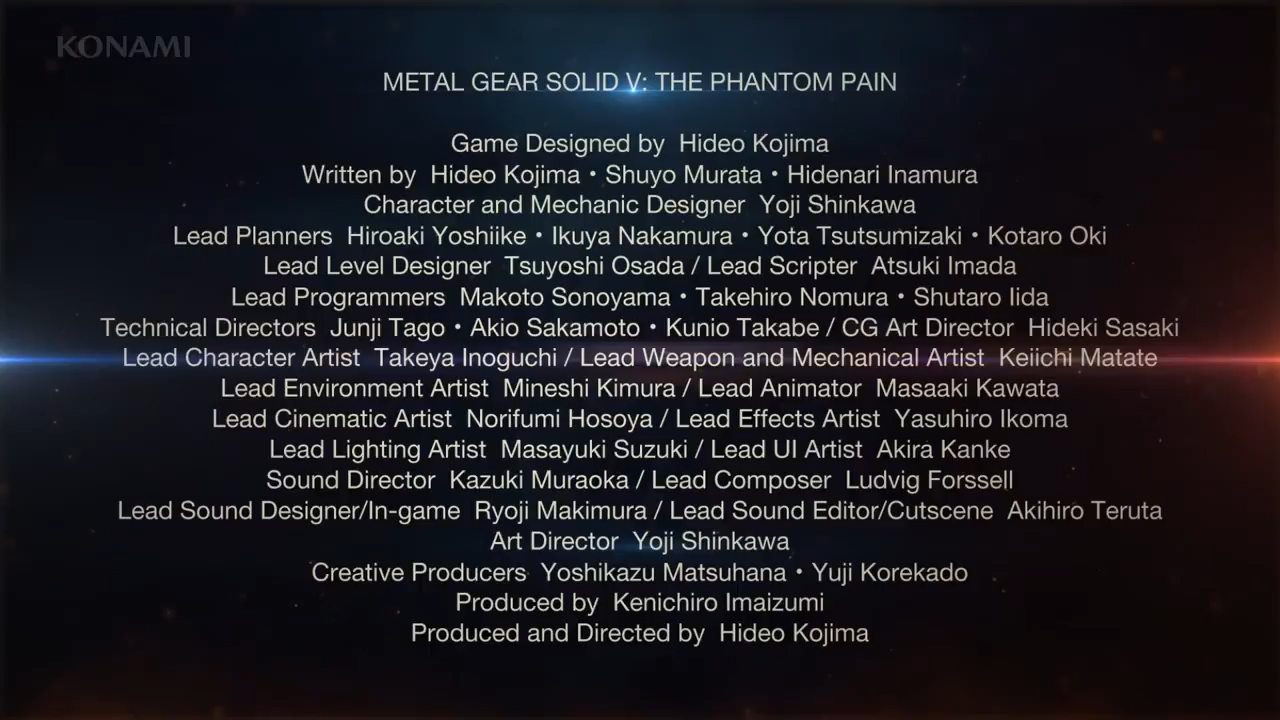 KONAMI
METAL GEAR SOLID V: THE PHANTOM PAIN
Game Designed by Hideo Kojima
Written by Hideo Kojima・Shuyo Murata・Hidenari Inamura
Character and Mechanic Designer Yoji Shinkawa
Lead Planners Hiroaki Yoshiike・Ikuya Nakamura・Yota Tsutsumizaki・Kotaro Oki
Lead Level Designer Tsuyoshi Osada / Lead Scripter Atsuki Imada
Lead Programmers Makoto Sonoyama・Takehiro Nomura・Shutaro Iida
Technical Directors Junji Tago・Akio Sakamoto・Kunio Takabe / CG Art Director Hideki Sasaki
Lead Character Artist Takeya Inoguchi / Lead Weapon and Mechanical Artist Keiichi Matate
Lead Environment Artist Mineshi Kimura / Lead Animator Masaaki Kawata
Lead Cinematic Artist Norifumi Hosoya / Lead Effects Artist Yasuhiro Ikoma
Lead Lighting Artist Masayuki Suzuki / Lead UI Artist Akira Kanke
Sound Director Kazuki Muraoka / Lead Composer Ludvig Forssell
Lead Sound Designer/In-game Ryoji Makimura / Lead Sound Editor/Cutscene Akihiro Teruta
Art Director Yoji Shinkawa
Creative Producers Yoshikazu Matsuhana・Yuji Korekado
Produced by Kenichiro Imaizumi
Produced and Directed by Hideo Kojima